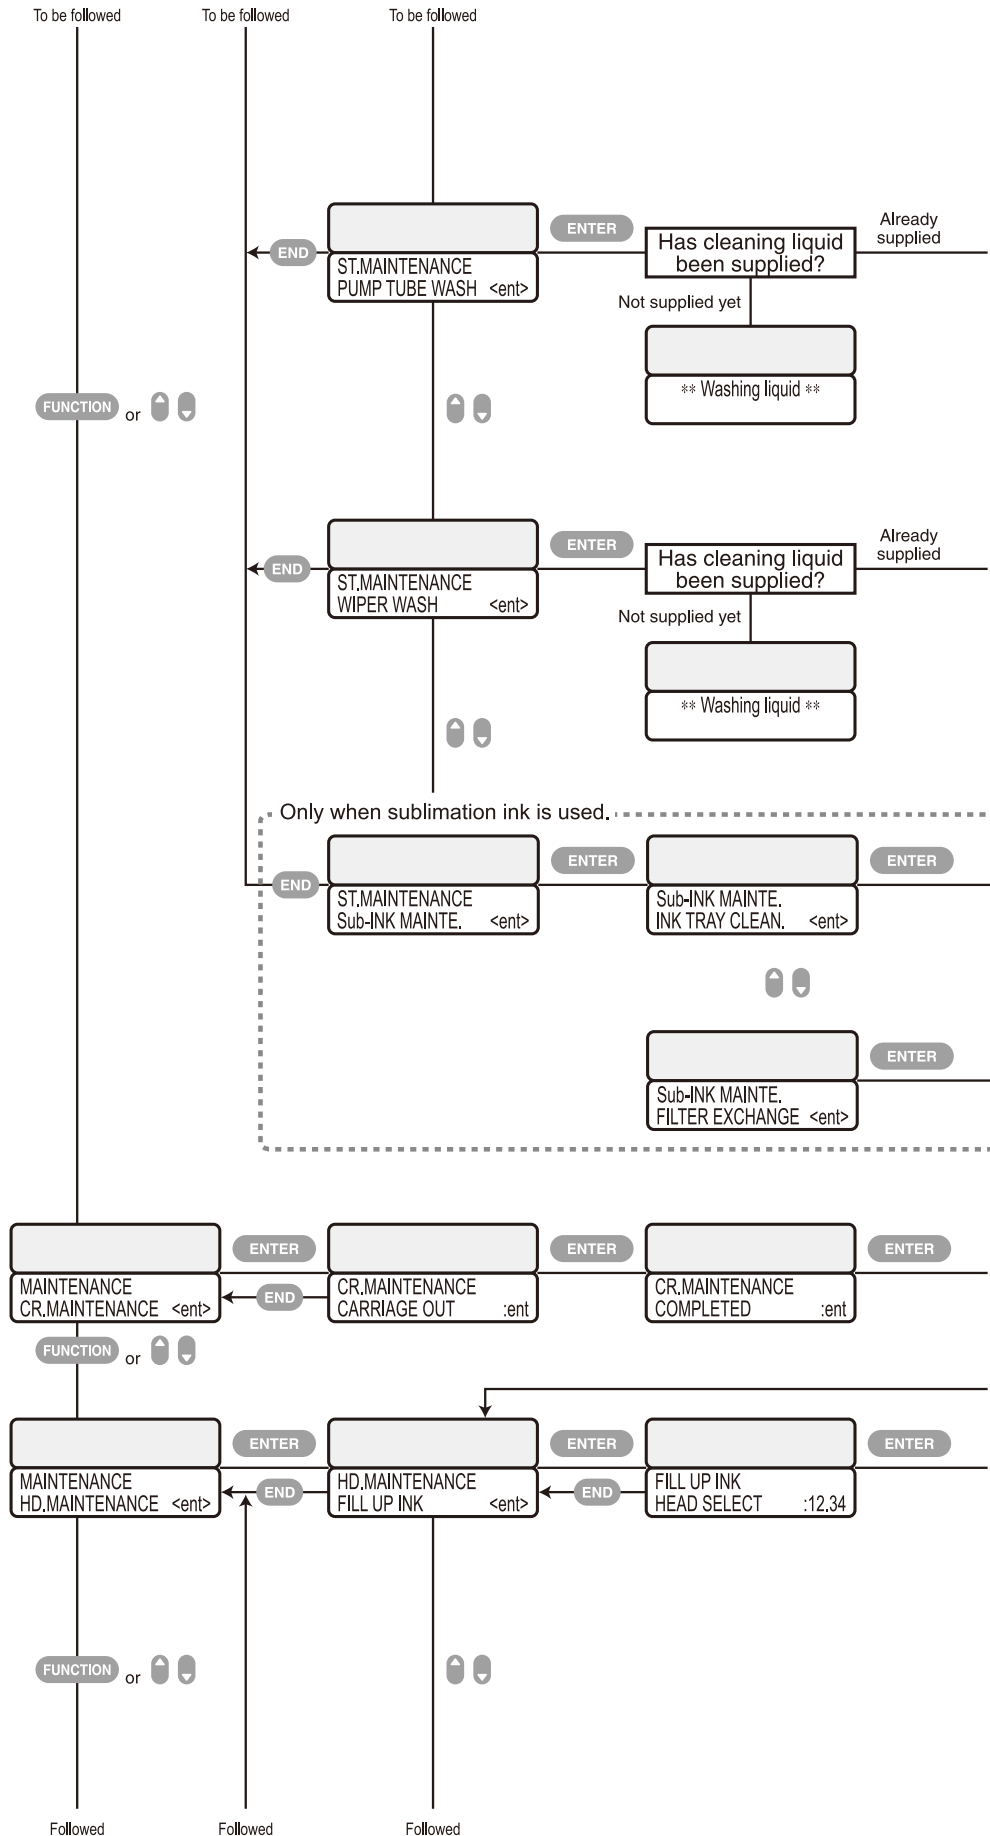 To be followed
To be followed
To be followed
ENTER
Already
supplied
END
Has cleaning liquid
been supplied?
ST.MAINTENANCE
PUMP TUBE WASH <ent>
Not supplied yet
** Washing liquid **
FUNCTION or
ENTER
Already
supplied
END
Has cleaning liquid
been supplied?
ST.MAINTENANCE
WIPER WASH <ent>
Not supplied yet
** Washing liquid **
Only when sublimation ink is used.
ENTER
ENTER
END
ST.MAINTENANCE
Sub-INK MAINTE. <ent>
Sub-INK MAINTE.
INK TRAY CLEAN. <ent>
ENTER
Sub-INK MAINTE.
FILTER EXCHANGE <ent>
ENTER
ENTER
ENTER
MAINTENANCE
CR.MAINTENANCE <ent>
END
CR.MAINTENANCE
CARRIAGE OUT :ent
CR.MAINTENANCE
COMPLETED :ent
FUNCTION or
ENTER
ENTER
ENTER
MAINTENANCE
HD.MAINTENANCE <ent>
END
HD.MAINTENANCE
FILL UP INK <ent>
END
FILL UP INK
HEAD SELECT :12.34
FUNCTION or
Followed
Followed
Followed